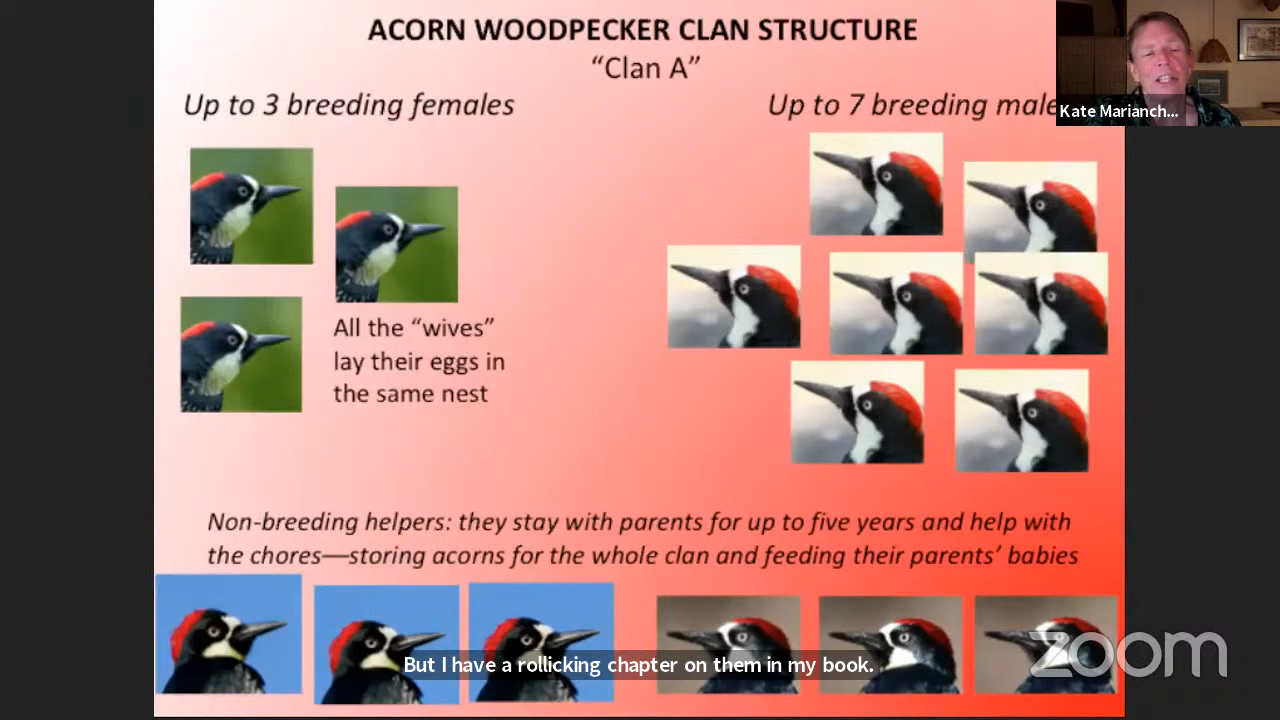 ACORN WOODPECKER CLAN STRUCTURE
“Clan A”
Up to 3 breeding females
Up to 7 breeding male
Kate Marianch...
All the “wives”
lay their eggs in
the same nest
Non-breeding helpers: they stay with parents for up to five years and help with
the chores—storing acorns for the whole clan and feeding their parents’ babies
But I have a rollicking chapter on them in my book.
zoom